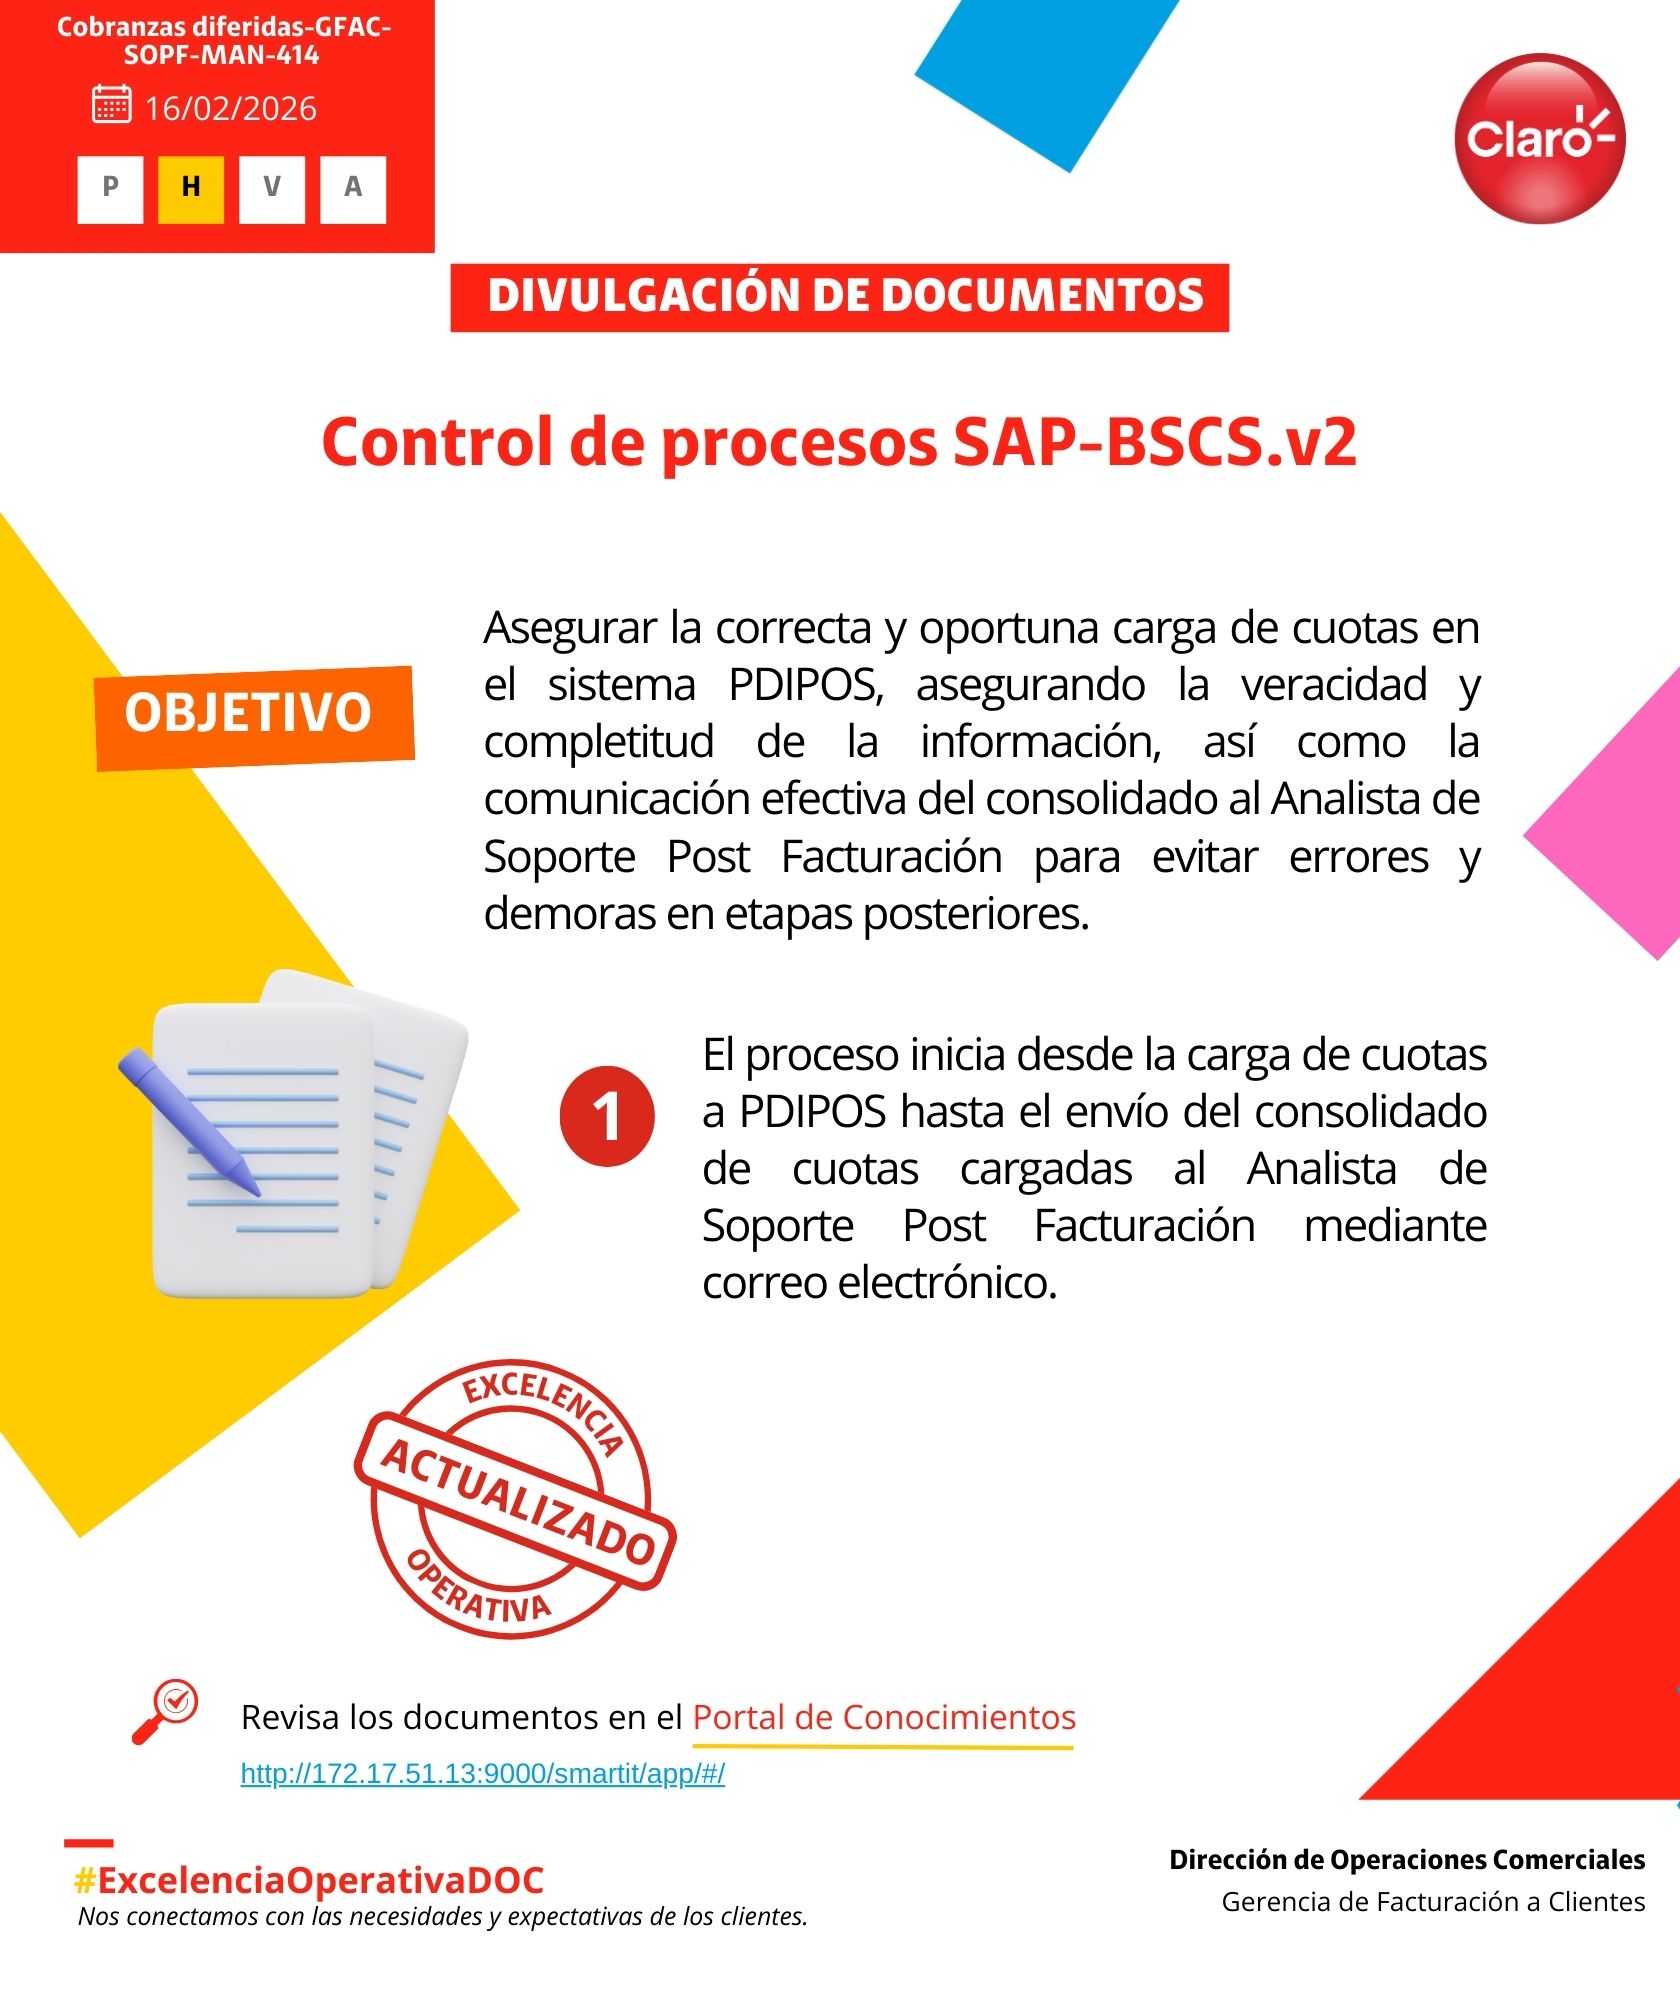 Cobranzas diferidas-GFAC-
SOPF-MAN-414
16/02/2026
P H V A
Claro
DIVULGACIÓN DE DOCUMENTOS
Control de procesos SAP-BSCS.v2
OBJETIVO
Asegurar la correcta y oportuna carga de cuotas en
el sistema PDIPOS, asegurando la veracidad y
completitud de la información, así como la
comunicación efectiva del consolidado al Analista de
Soporte Post Facturación para evitar errores y
demoras en etapas posteriores.
1
El proceso inicia desde la carga de cuotas
a PDIPOS hasta el envío del consolidado
de cuotas cargadas al Analista de
Soporte Post Facturación mediante
correo electrónico.
EXCELENCIA
ACTUALIZADO
OPERATIVA
Revisa los documentos en el Portal de Conocimientos
http://172.17.51.13:9000/smartit/app/#/
#ExcelenciaOperativaDOC
Nos conectamos con las necesidades y expectativas de los clientes.
Dirección de Operaciones Comerciales
Gerencia de Facturación a Clientes